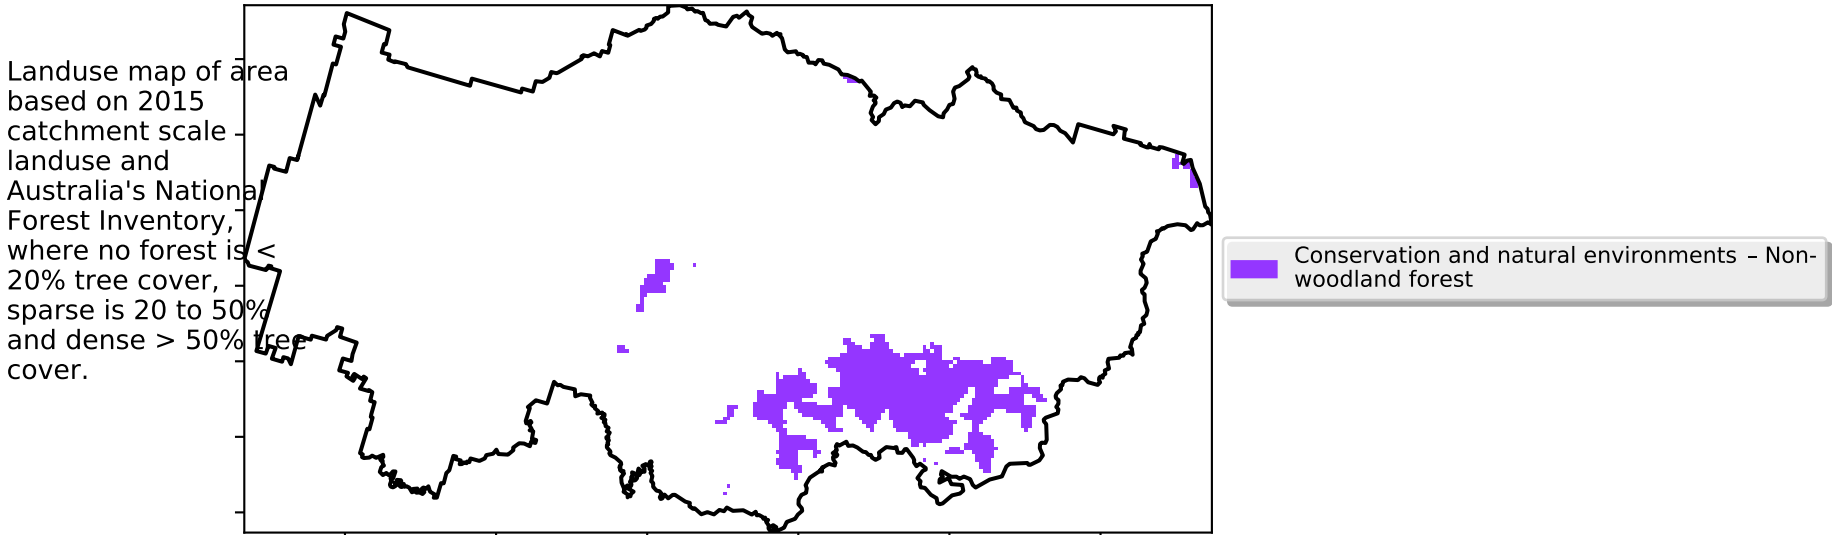 Landuse map of area
based on 2015
catchment scale
landuse and
Australia's National
Forest Inventory,
where no forest is <
20% tree cover,
sparse is 20 to 50%
and dense > 50% tree
cover.
Conservation and natural environments – Non-
woodland forest